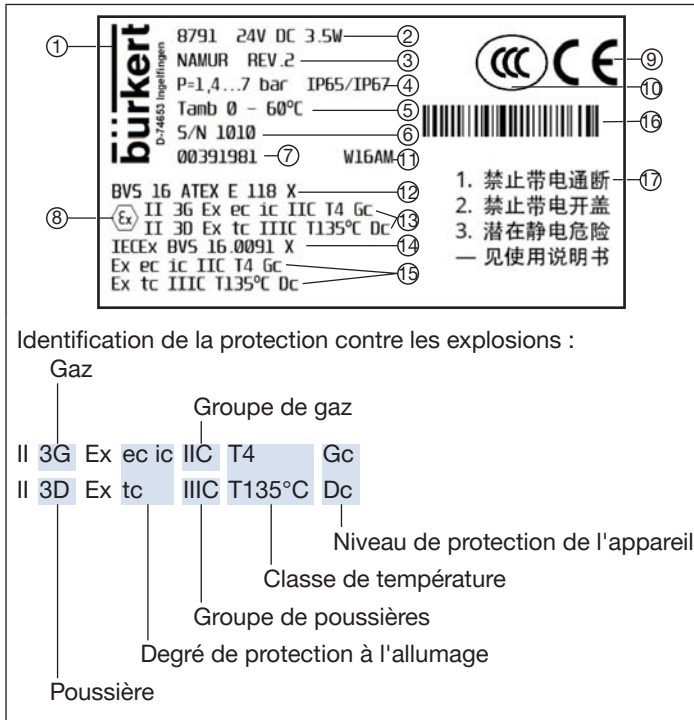 ①
bürkert
D-74653 Ingelfingen
8791 24V DC 3.5W ②
NAMUR REV.2 ③
P=1,4...7 bar IP65/IP67 ④
Tamb 0 - 60°C ⑤
S/N 1010 ⑥
00391981 ⑦ W16AM ⑪
BVS 16 ATEX E 118 X ⑫
⑧ Ex II 3G Ex ec ic IIC T4 Gc
II 3D Ex tc IIIC T135°C Dc ⑬
IECEx BVS 16.0091 X ⑭
Ex ec ic IIC T4 Gc
Ex tc IIIC T135°C Dc ⑮
CCC CE ⑨
⑩
⑯
1. 禁止带电通断 ⑰
2. 禁止带电开盖
3. 潜在静电危险
— 见使用说明书
Identification de la protection contre les explosions :
Gaz
Groupe de gaz
II 3G Ex ec ic IIC T4 Gc
II 3D Ex tc IIIC T135°C Dc
Niveau de protection de l'appareil
Classe de température
Groupe de poussières
Degré de protection à l'allumage
Poussière